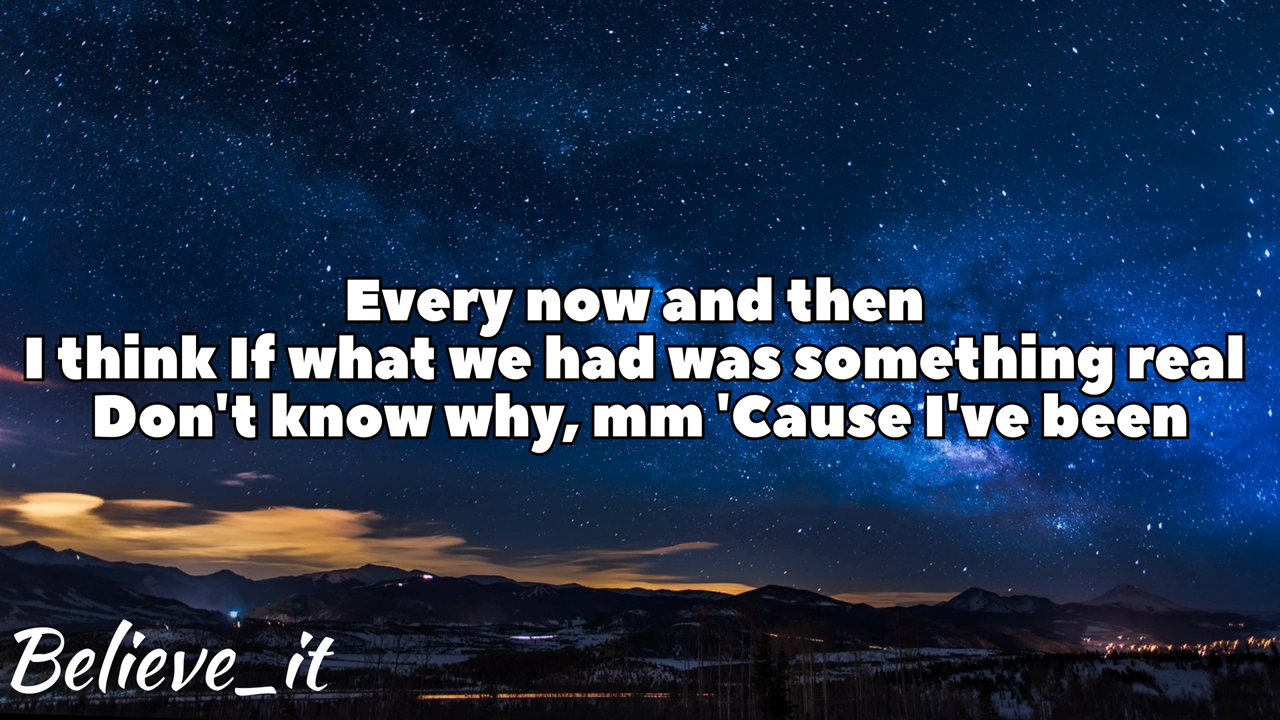 Every now and then
I think If what we had was something real
Don't know why, mm 'Cause I've been
Believe_it